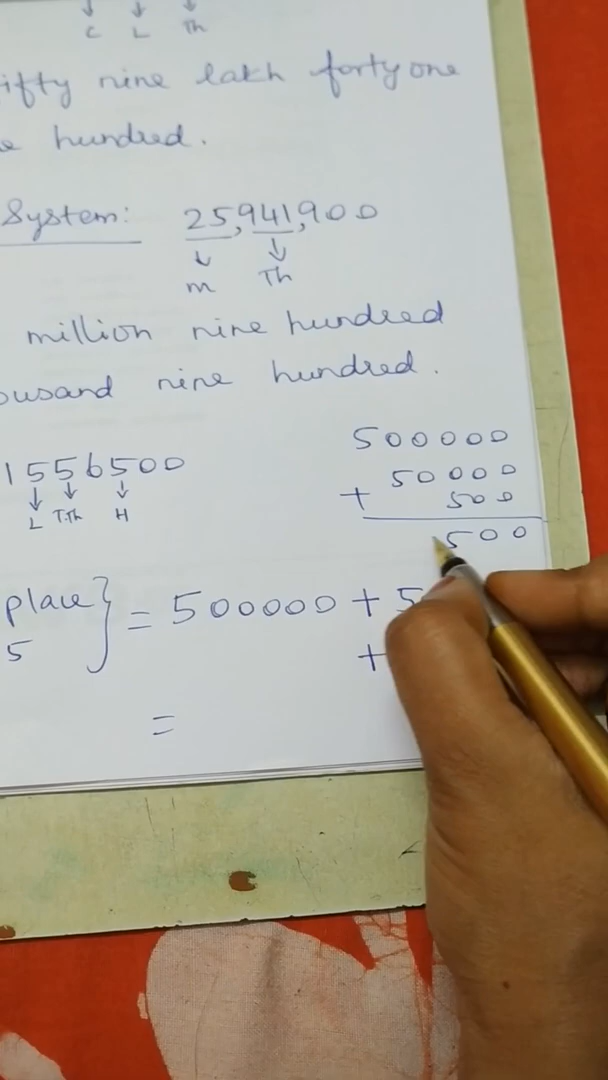 C L Th
ifty nine lakh forty one
hundred.
System: 25,941,900
m Th
million nine hundred
ousand nine hundred.
1556500
L T.Th H
500000
50000
+ 500
500
place } = 500000 + 5
5 +
=